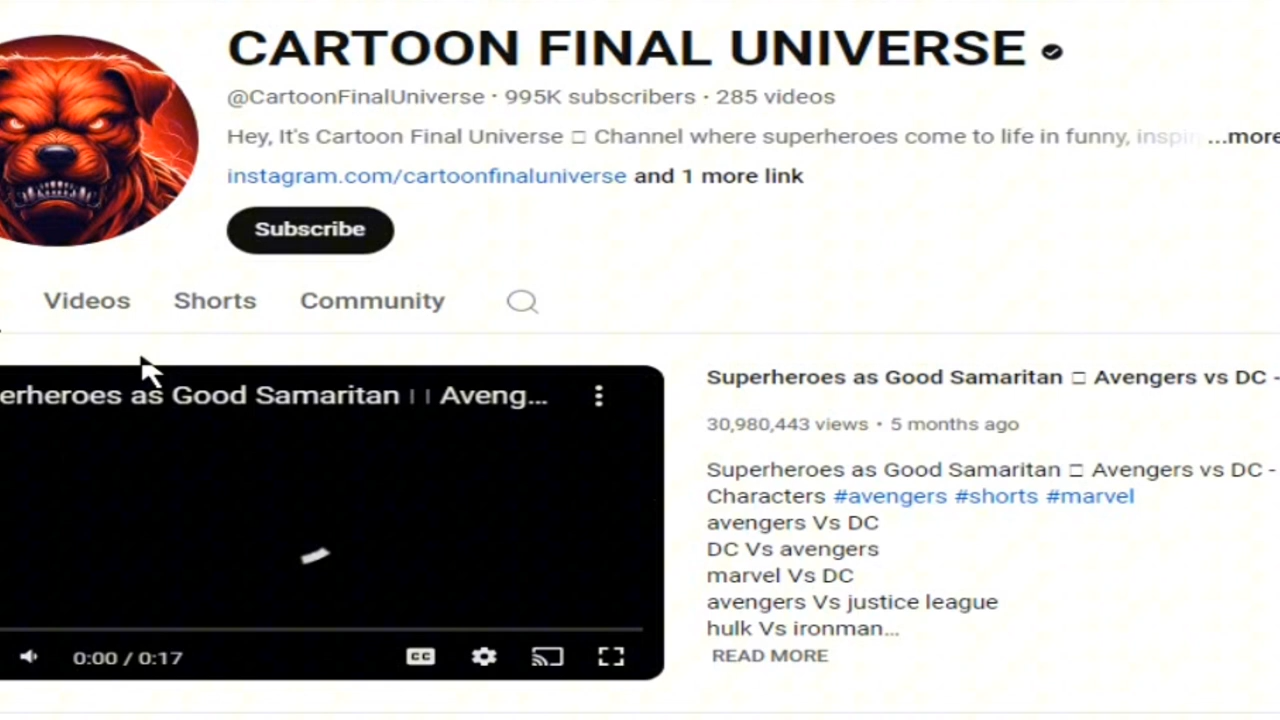 CARTOON FINAL UNIVERSE
@CartoonFinalUniverse · 995K subscribers · 285 videos
Hey, It's Cartoon Final Universe □ Channel where superheroes come to life in funny, ...more
instagram.com/cartoonfinaluniverse and 1 more link
Subscribe
Videos Shorts Community
erheroes as Good Samaritan Aveng...
0:00 / 0:17
CC
Superheroes as Good Samaritan □ Avengers vs DC -
30,980,443 views • 5 months ago
Superheroes as Good Samaritan □ Avengers vs DC -
Characters #avengers #shorts #marvel
avengers Vs DC
DC Vs avengers
marvel Vs DC
avengers Vs justice league
hulk Vs ironman...
READ MORE